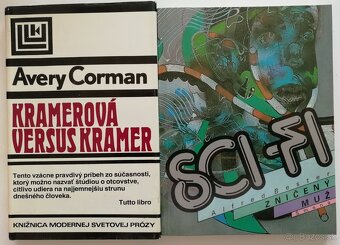 Avery Corman
KRAMEROVÁ
VERSUS KRAMER
Tento vzácne pravdivý príbeh zo súčasnosti,
ktorý možno nazvať štúdiou o otcovstve,
citlivo udiera na najjemnejšiu strunu
dnešného človeka.
Tutto libro
KNIŽNICA MODERNEJ SVETOVEJ PRÓZY
SCI-FI
Alfred Bester
ZNIČENÝ
MUŽ